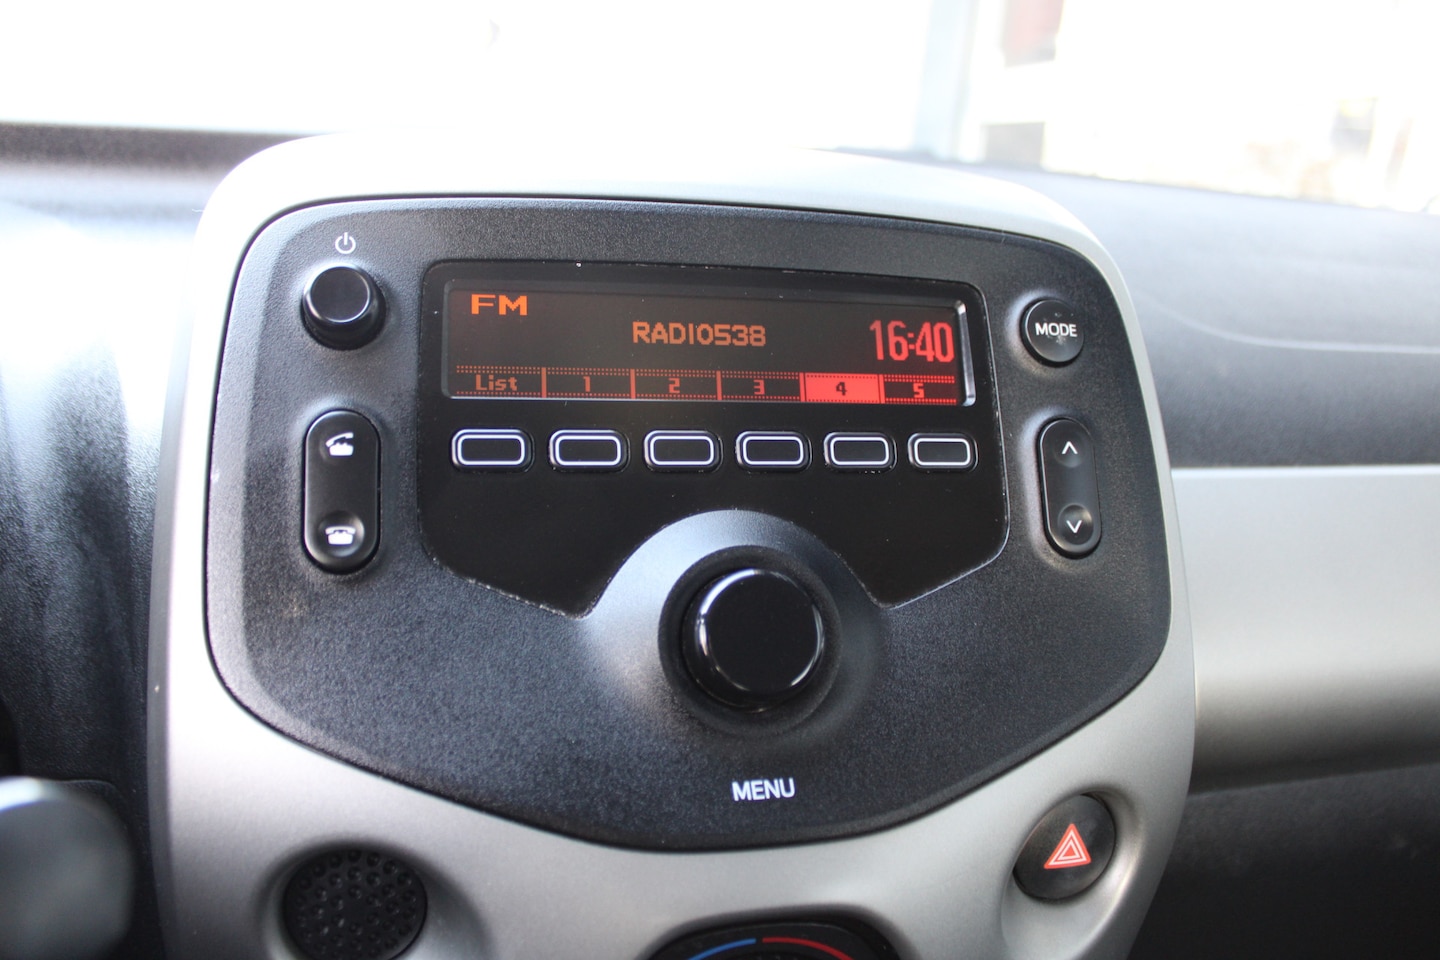 FM
RADIO538
16:40
List 1 2 3 4 5
MODE
MENU